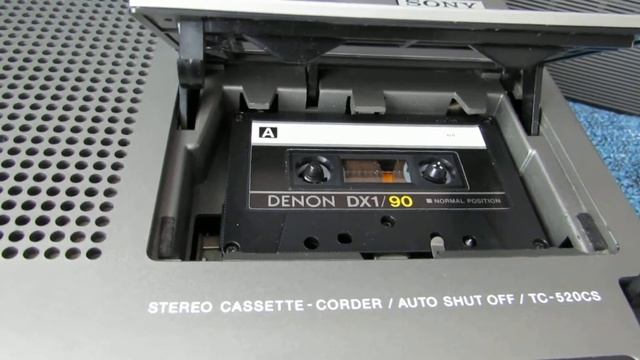 SONY
A
DENON DX1/90 NORMAL POSITION
STEREO CASSETTE-CORDER / AUTO SHUT OFF / TC-520CS